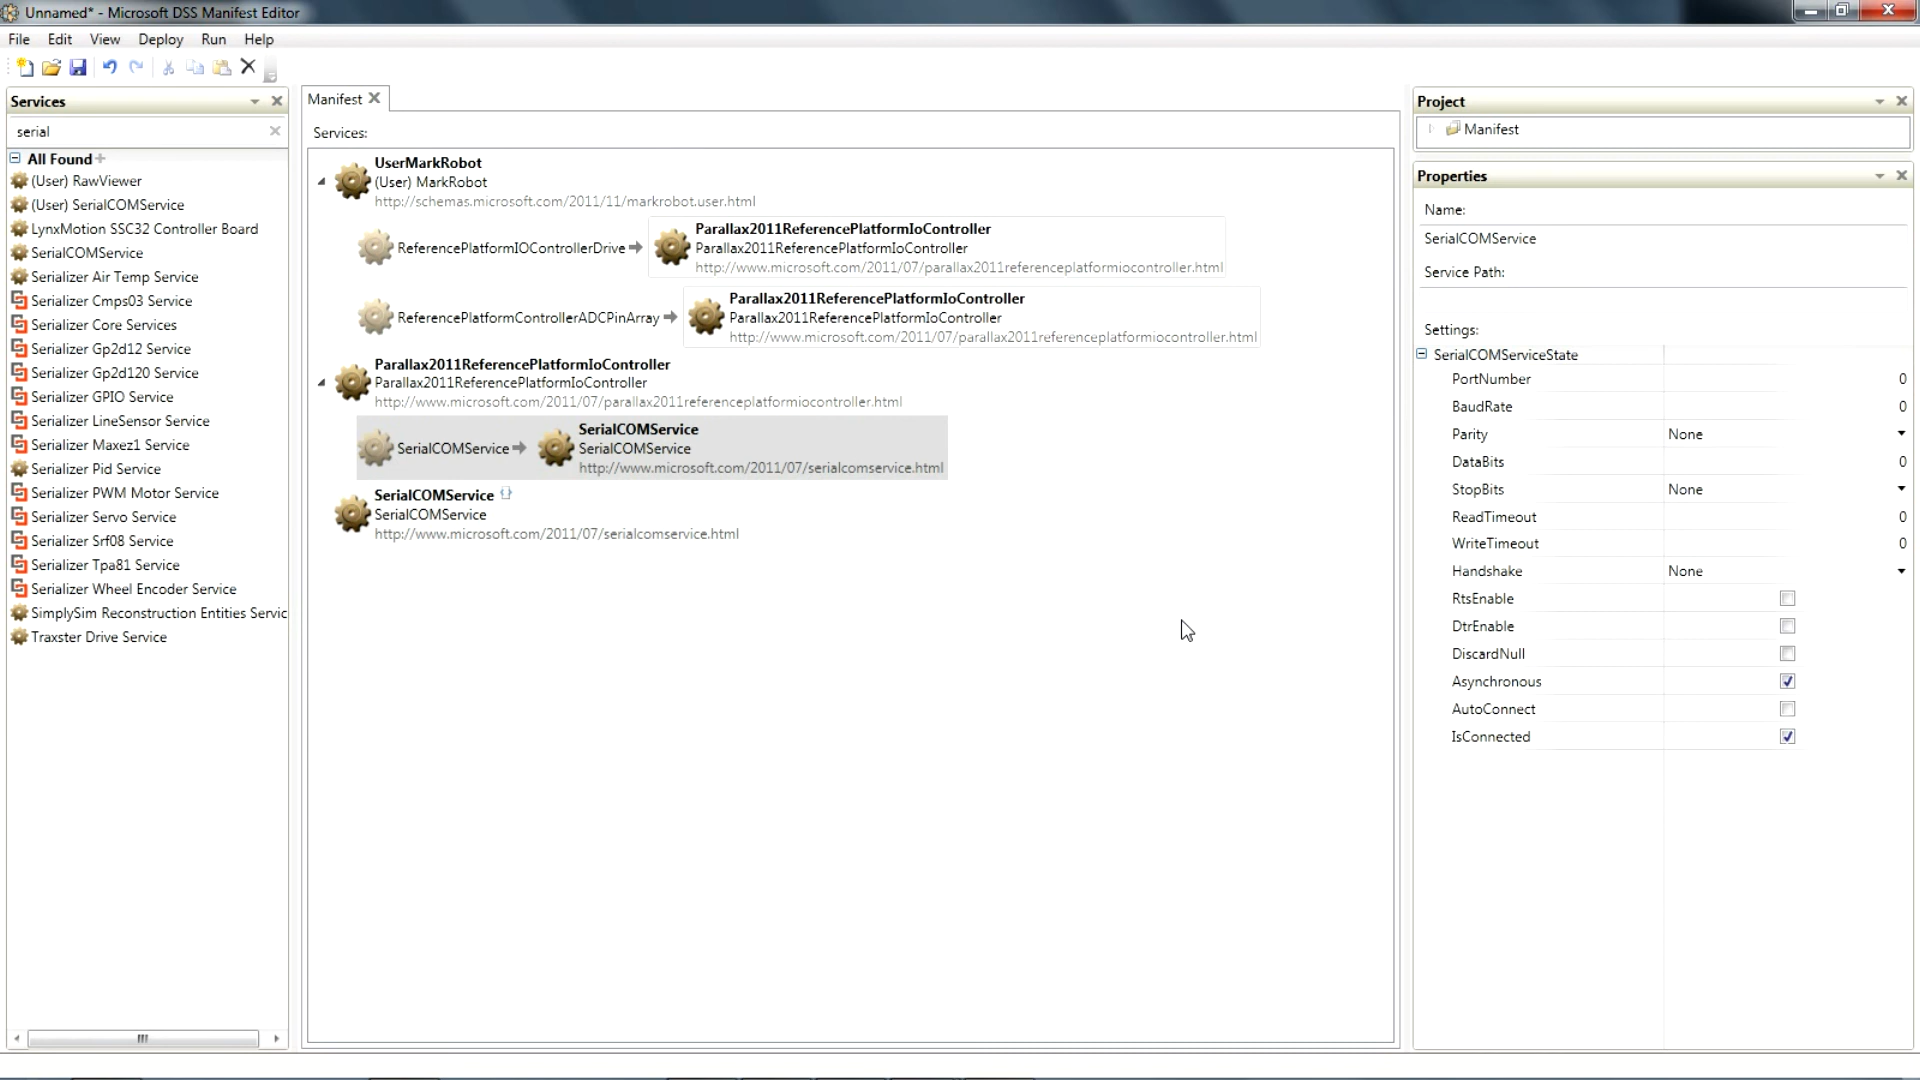 Unnamed* - Microsoft DSS Manifest Editor
File Edit View Deploy Run Help
Services
serial
All Found
(User) RawViewer
(User) SerialCOMService
LynxMotion SSC32 Controller Board
SerialCOMService
Serializer Air Temp Service
Serializer Cmps03 Service
Serializer Core Services
Serializer Gp2d12 Service
Serializer Gp2d120 Service
Serializer GPIO Service
Serializer LineSensor Service
Serializer Maxez1 Service
Serializer Pid Service
Serializer PWM Motor Service
Serializer Servo Service
Serializer Srf08 Service
Serializer Tpa81 Service
Serializer Wheel Encoder Service
SimplySim Reconstruction Entities Servic
Traxster Drive Service
Manifest
Services:
UserMarkRobot
(User) MarkRobot
http://schemas.microsoft.com/2011/11/markrobot.user.html
ReferencePlatformIOControllerDrive
Parallax2011ReferencePlatformIoController
Parallax2011ReferencePlatformIoController
http://www.microsoft.com/2011/07/parallax2011referenceplatformiocontroller.html
ReferencePlatformControllerADCPinArray
Parallax2011ReferencePlatformIoController
Parallax2011ReferencePlatformIoController
http://www.microsoft.com/2011/07/parallax2011referenceplatformiocontroller.html
Parallax2011ReferencePlatformIoController
Parallax2011ReferencePlatformIoController
http://www.microsoft.com/2011/07/parallax2011referenceplatformiocontroller.html
SerialCOMService
SerialCOMService
SerialCOMService
http://www.microsoft.com/2011/07/serialcomservice.html
SerialCOMService
SerialCOMService
http://www.microsoft.com/2011/07/serialcomservice.html
Project
Manifest
Properties
Name:
SerialCOMService
Service Path:
Settings:
SerialCOMServiceState
PortNumber 0
BaudRate 0
Parity None
DataBits 0
StopBits None
ReadTimeout 0
WriteTimeout 0
Handshake None
RtsEnable
DtrEnable
DiscardNull
Asynchronous
AutoConnect
IsConnected